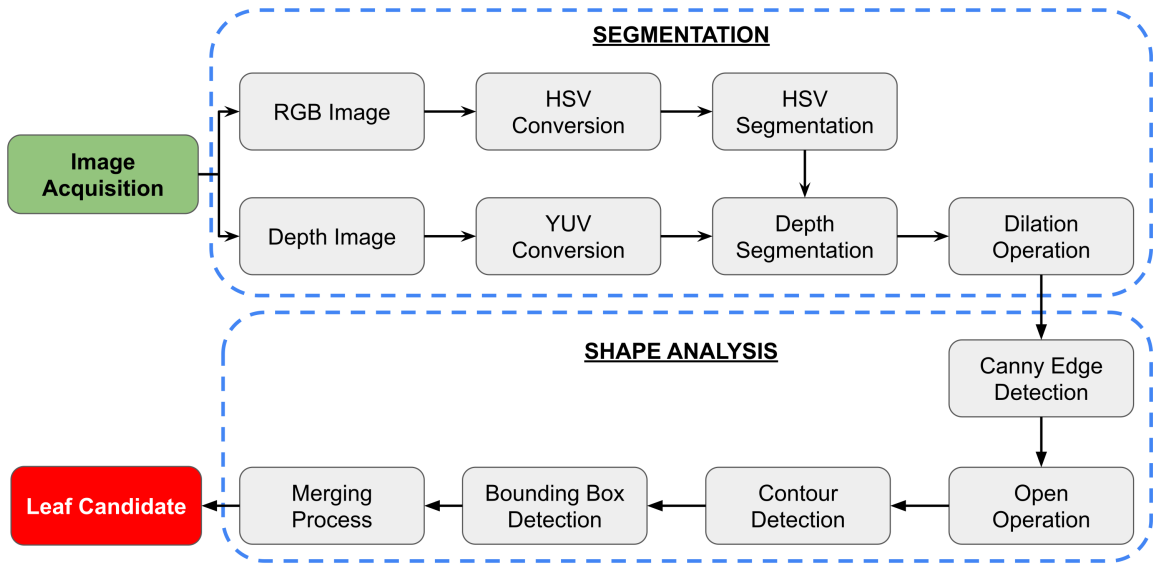 SEGMENTATION
RGB Image
HSV
Conversion
HSV
Segmentation
Image
Acquisition
Depth Image
YUV
Conversion
Depth
Segmentation
Dilation
Operation
SHAPE ANALYSIS
Canny Edge
Detection
Leaf Candidate
Merging
Process
Bounding Box
Detection
Contour
Detection
Open
Operation